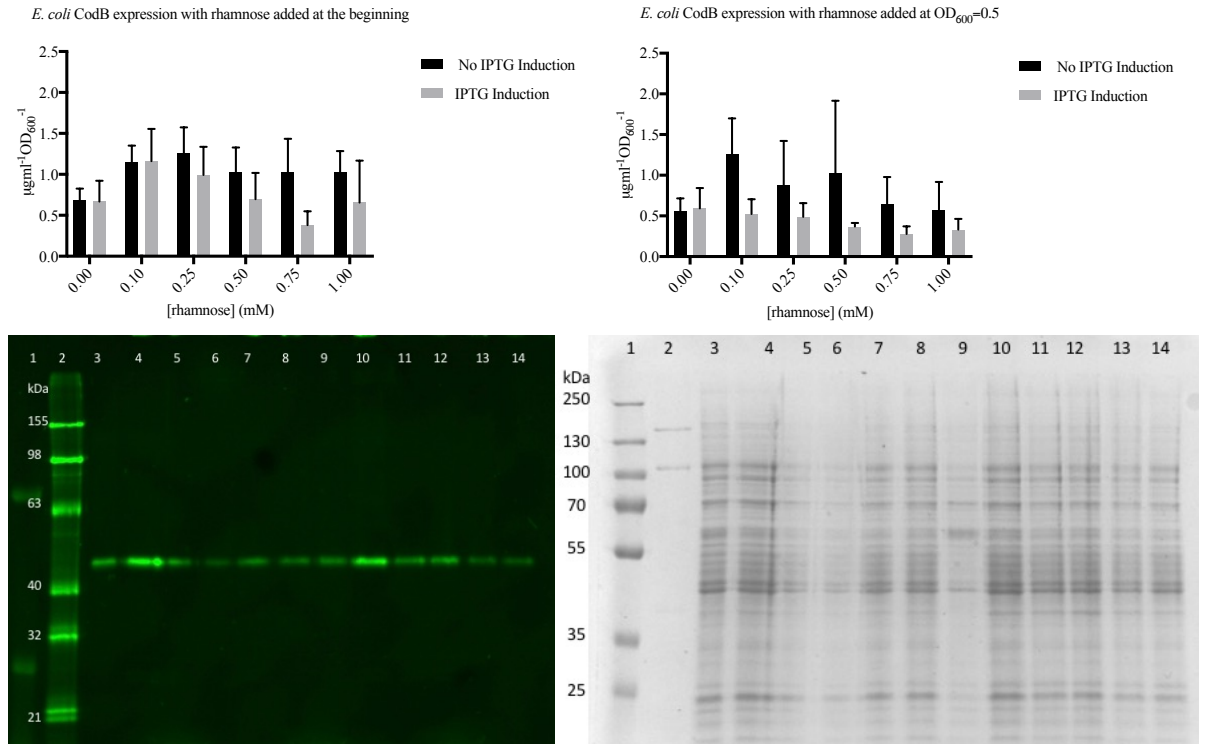 E. coli CodB expression with rhamnose added at the beginning
2.5
2.0
1.5
1.0
0.5
0.0
µgml⁻¹OD₆₀₀⁻¹
No IPTG Induction
IPTG Induction
0.00 0.10 0.25 0.50 0.75 1.00
[rhamnose] (mM)
E. coli CodB expression with rhamnose added at OD₆₀₀=0.5
2.5
2.0
1.5
1.0
0.5
0.0
µgml⁻¹OD₆₀₀⁻¹
No IPTG Induction
IPTG Induction
0.00 0.10 0.25 0.50 0.75 1.00
[rhamnose] (mM)
1 2 3 4 5 6 7 8 9 10 11 12 13 14
kDa
155
98
63
40
32
21
1 2 3 4 5 6 7 8 9 10 11 12 13 14
kDa
250
130
100
70
55
35
25